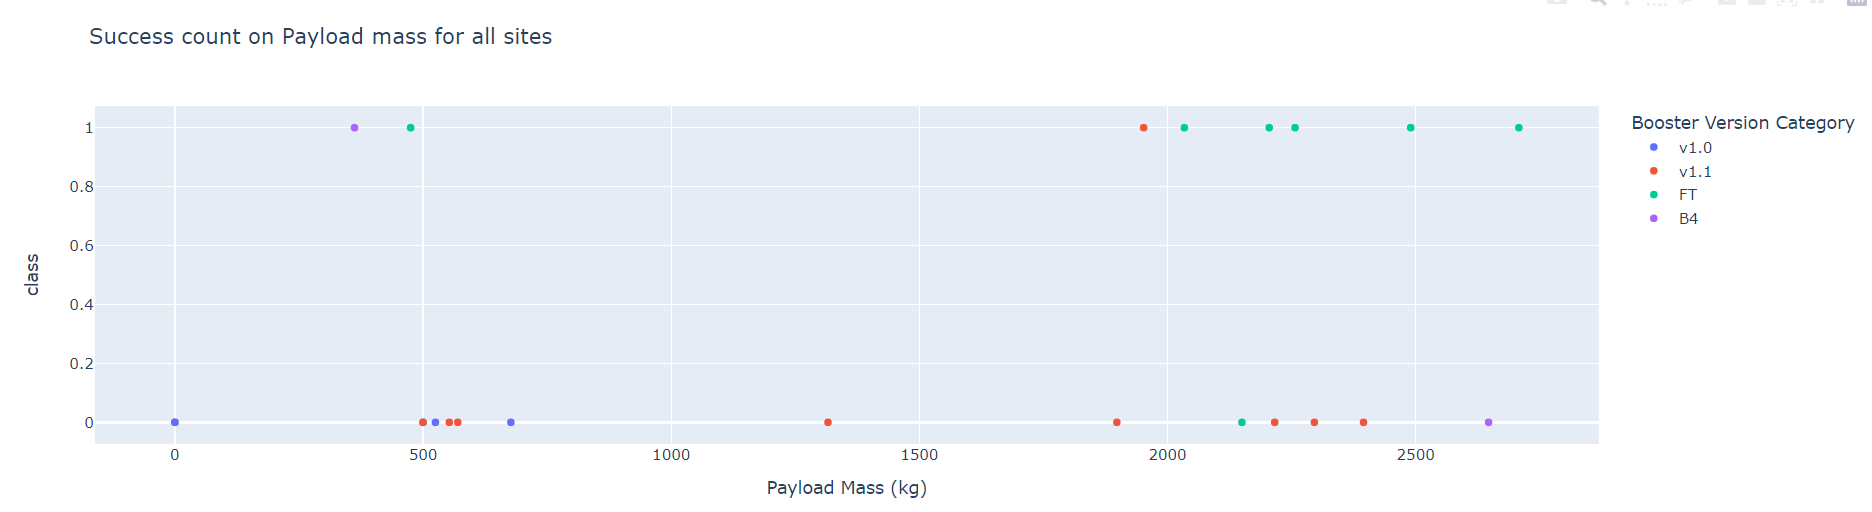 Success count on Payload mass for all sites
1
0.8
0.6
0.4
0.2
0
class
0
500
1000
1500
2000
2500
Payload Mass (kg)
Booster Version Category
v1.0
v1.1
FT
B4